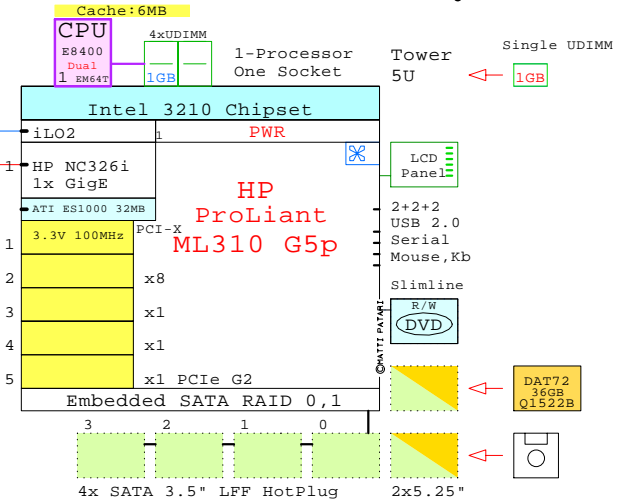 Cache:6MB
CPU
E8400
Dual
1 EM64T
4xUDIMM
1GB
1-Processor
One Socket
Tower
5U
Single UDIMM
1GB
Intel 3210 Chipset
iLO2
1
PWR
1
HP NC326i
1x GigE
LCD
Panel
ATI ES1000 32MB
HP
ProLiant
ML310 G5p
2+2+2
USB 2.0
Serial
Mouse,Kb
1
3.3V 100MHz
PCI-X
2
x8
3
x1
4
x1
5
x1 PCIe G2
Slimline
R/W
DVD
©MATTI PATARI
DAT72
36GB
Q1522B
Embedded SATA RAID 0,1
3
2
1
0
4x SATA 3.5" LFF HotPlug
2x5.25"